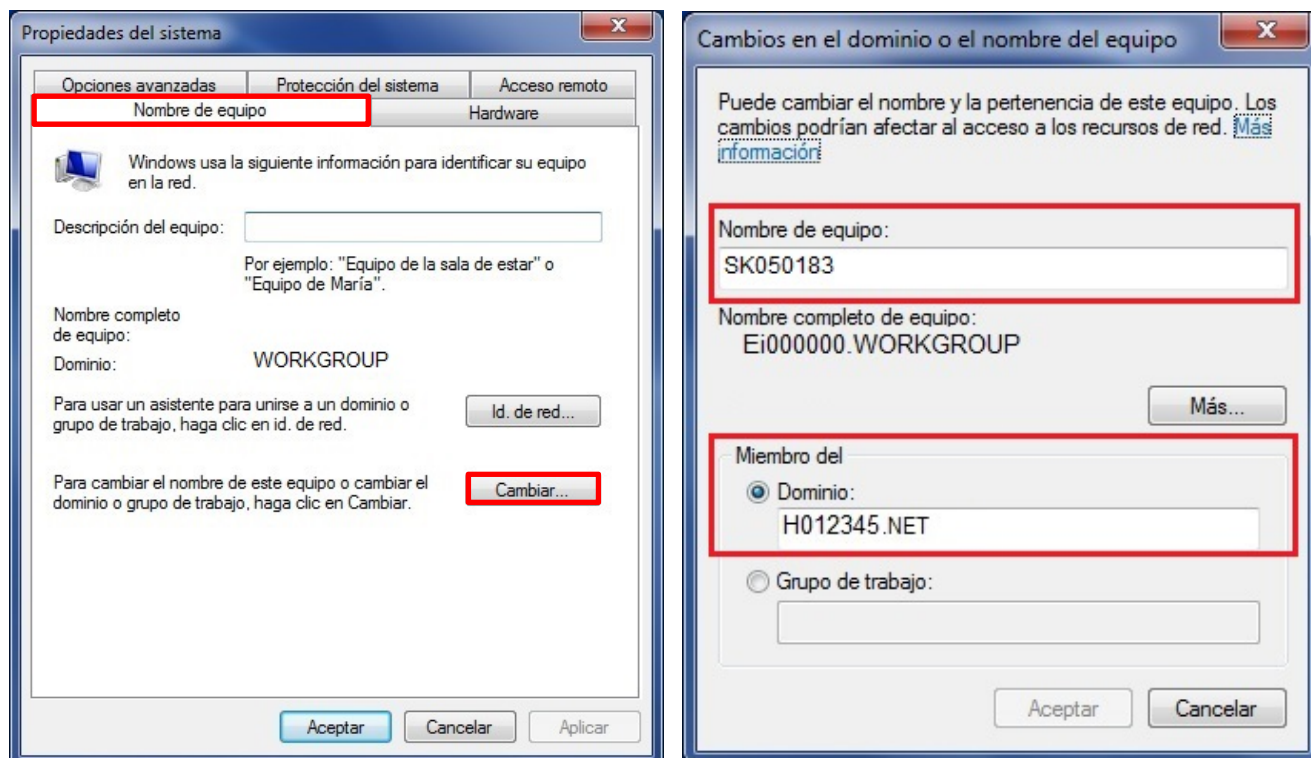 Propiedades del sistema
Opciones avanzadas Protección del sistema Acceso remoto
Nombre de equipo Hardware
Windows usa la siguiente información para identificar su equipo
en la red.
Descripción del equipo:
Por ejemplo: "Equipo de la sala de estar" o
"Equipo de María".
Nombre completo
de equipo:
Dominio: WORKGROUP
Para usar un asistente para unirse a un dominio o
grupo de trabajo, haga clic en id. de red.
Id. de red...
Para cambiar el nombre de este equipo o cambiar el
dominio o grupo de trabajo, haga clic en Cambiar.
Cambiar...
Aceptar Cancelar Aplicar
Cambios en el dominio o el nombre del equipo
Puede cambiar el nombre y la pertenencia de este equipo. Los
cambios podrían afectar al acceso a los recursos de red. Más
información
Nombre de equipo:
SK050183
Nombre completo de equipo:
Ei000000.WORKGROUP
Más...
Miembro del
Dominio:
H012345.NET
Grupo de trabajo:
Aceptar Cancelar